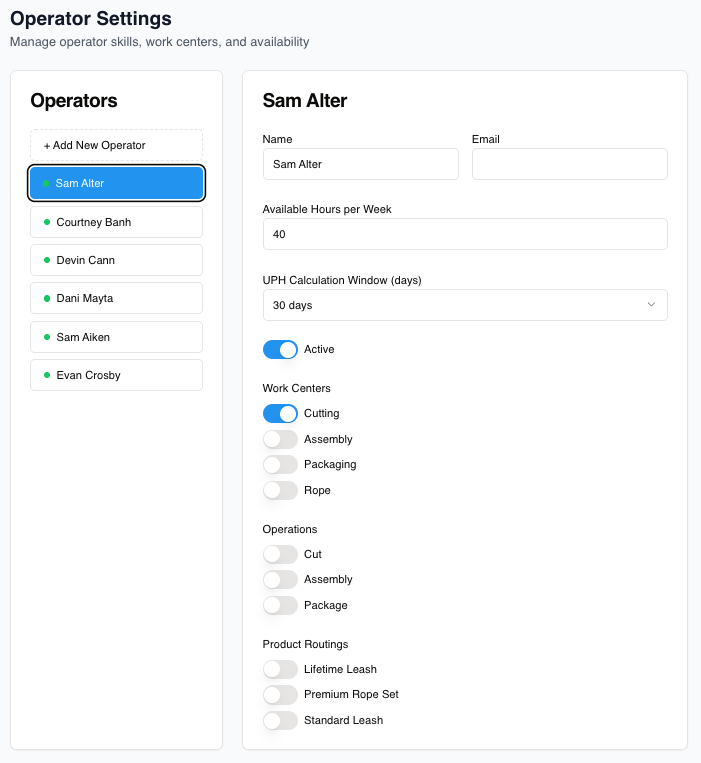 Operator Settings
Manage operator skills, work centers, and availability
Operators
+ Add New Operator
Sam Alter
Courtney Banh
Devin Cann
Dani Mayta
Sam Aiken
Evan Crosby
Sam Alter
Name Email
Sam Alter
Available Hours per Week
40
UPH Calculation Window (days)
30 days
Active
Work Centers
Cutting
Assembly
Packaging
Rope
Operations
Cut
Assembly
Package
Product Routings
Lifetime Leash
Premium Rope Set
Standard Leash